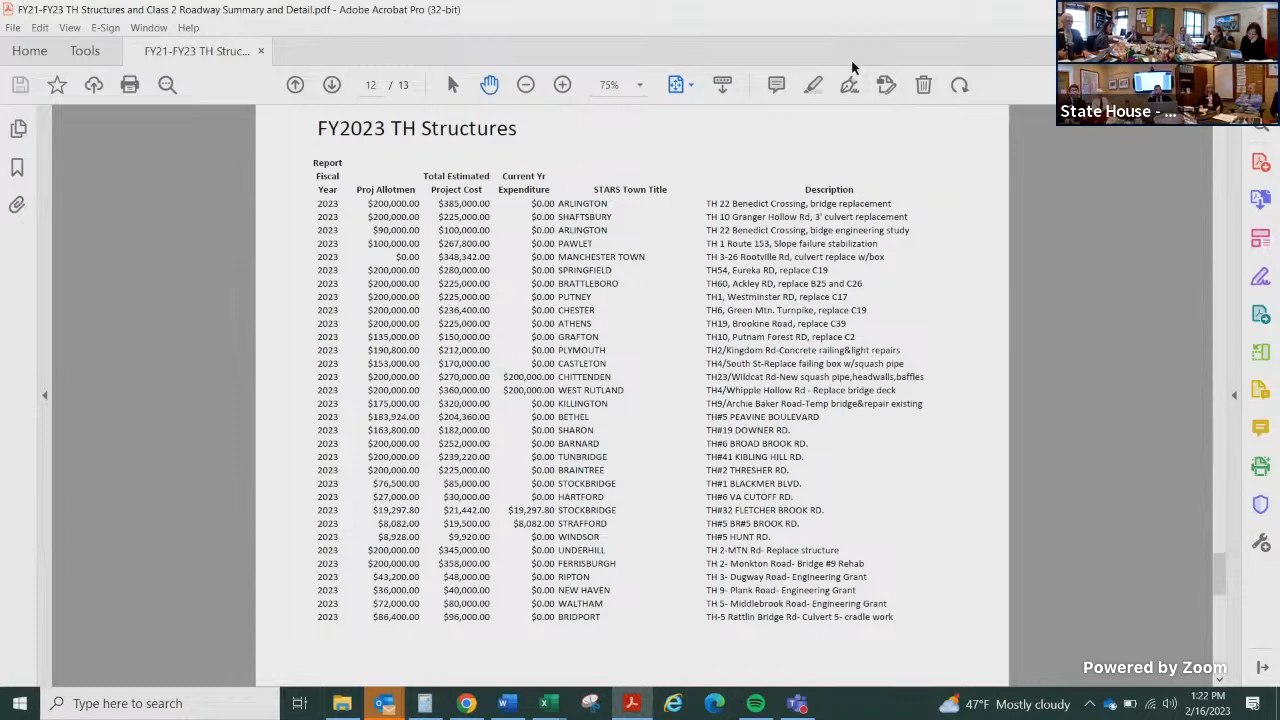 FY21-FY23 TH Structures and Class 2 Roadway Summary and Detail.pdf - Adobe Acrobat Pro (32-bit)
File Edit View E-Sign Window Help
Home Tools FY21-FY23 TH Struc... ×
12 / 13 75%
State House - ...
FY2023 TH Structures
Report
Fiscal Total Estimated Current Yr
Year Proj Allotmen Project Cost Expenditure STARS Town Title Description
2023 $200,000.00 $385,000.00 $0.00 ARLINGTON TH 22 Benedict Crossing, bridge replacement
2023 $200,000.00 $225,000.00 $0.00 SHAFTSBURY TH 10 Granger Hollow Rd, 3' culvert replacement
2023 $90,000.00 $100,000.00 $0.00 ARLINGTON TH 22 Benedict Crossing, bidge engineering study
2023 $100,000.00 $267,800.00 $0.00 PAWLET TH 1 Route 153, Slope failure stabilization
2023 $0.00 $348,342.00 $0.00 MANCHESTER TOWN TH 3-26 Rootville Rd, culvert replace w/box
2023 $200,000.00 $280,000.00 $0.00 SPRINGFIELD TH54, Eureka RD, replace C19
2023 $200,000.00 $225,000.00 $0.00 BRATTLEBORO TH60, Ackley RD, replace B25 and C26
2023 $200,000.00 $225,000.00 $0.00 PUTNEY TH1, Westminster RD, replace C17
2023 $200,000.00 $236,400.00 $0.00 CHESTER TH6, Green Mtn. Turnpike, replace C19
2023 $200,000.00 $225,000.00 $0.00 ATHENS TH19, Brookine Road, replace C39
2023 $135,000.00 $150,000.00 $0.00 GRAFTON TH10, Putnam Forest RD, replace C2
2023 $190,800.00 $212,000.00 $0.00 PLYMOUTH TH2/Kingdom Rd-Concrete railing&light repairs
2023 $153,000.00 $170,000.00 $0.00 CASTLETON TH4/South St-Replace failing box w/squash pipe
2023 $200,000.00 $270,000.00 $200,000.00 CHITTENDEN TH23/Wildcat Rd-New squash pipe,headwalls,baffles
2023 $200,000.00 $360,000.00 $200,000.00 WEST RUTLAND TH4/Whipple Hollow Rd - Replace bridge deck
2023 $175,000.00 $320,000.00 $0.00 KILLINGTON TH9/Archie Baker Road-Temp bridge&repair existing
2023 $183,924.00 $204,360.00 $0.00 BETHEL TH#5 PEAVINE BOULEVARD
2023 $163,800.00 $182,000.00 $0.00 SHARON TH#19 DOWNER RD.
2023 $200,000.00 $252,000.00 $0.00 BARNARD TH#6 BROAD BROOK RD.
2023 $200,000.00 $239,220.00 $0.00 TUNBRIDGE TH#41 KIBLING HILL RD.
2023 $200,000.00 $225,000.00 $0.00 BRAINTREE TH#2 THRESHER RD.
2023 $76,500.00 $85,000.00 $0.00 STOCKBRIDGE TH#1 BLACKMER BLVD.
2023 $27,000.00 $30,000.00 $0.00 HARTFORD TH#6 VA CUTOFF RD.
2023 $19,297.80 $21,442.00 $19,297.80 STOCKBRIDGE TH#32 FLETCHER BROOK RD.
2023 $8,082.00 $19,500.00 $8,082.00 STRAFFORD TH#5 BR#5 BROOK RD.
2023 $8,928.00 $9,920.00 $0.00 WINDSOR TH#5 HUNT RD.
2023 $200,000.00 $345,000.00 $0.00 UNDERHILL TH 2-MTN Rd- Replace structure
2023 $200,000.00 $358,000.00 $0.00 FERRISBURGH TH 2- Monkton Road- Bridge #9 Rehab
2023 $43,200.00 $48,000.00 $0.00 RIPTON TH 3- Dugway Road- Engineering Grant
2023 $36,000.00 $40,000.00 $0.00 NEW HAVEN TH 9- Plank Road- Engineering Grant
2023 $72,000.00 $80,000.00 $0.00 WALTHAM TH 5- Middlebrook Road- Engineering Grant
2023 $86,400.00 $96,000.00 $0.00 BRIDPORT TH-5 Rattlin Bridge Rd- Culvert 5- cradle work
Powered by Zoom
Type here to search 47°F Mostly cloudy 1:22 PM
2/16/2023